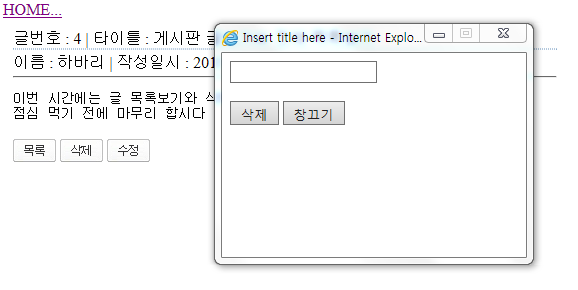 HOME...
글번호 : 4 | 타이틀 : 게시판 글
이름 : 하바리 | 작성일시 : 201
이번 시간에는 글 목록보기와
점심 먹기 전에 마무리 합시다
목록 삭제 수정
Insert title here - Internet Explo...
삭제 창끄기